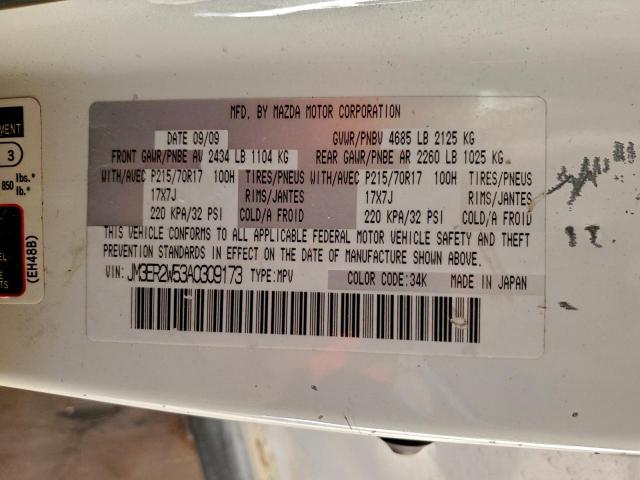 MFD. BY MAZDA MOTOR CORPORATION
DATE 09/09 GVWR/PNBV 4685 LB 2125 KG
FRONT GAWR/PNBE AV 2434 LB 1104 KG REAR GAWR/PNBE AR 2260 LB 1025 KG
WITH/AVEC P215/70R17 100H TIRES/PNEUS WITH/AVEC P215/70R17 100H TIRES/PNEUS
17X7J RIMS/JANTES 17X7J RIMS/JANTES
220 KPA/32 PSI COLD/A FROID 220 KPA/32 PSI COLD/A FROID
THIS VEHICLE CONFORMS TO ALL APPLICABLE FEDERAL MOTOR VEHICLE SAFETY AND THEFT
PREVENTION STANDARDS IN EFFECT ON THE DATE OF MANUFACTURE SHOWN ABOVE.
VIN: JM3ER2W53A0309173 TYPE:MPV COLOR CODE:34K MADE IN JAPAN
3
lbs.*
850 lb.*
(EH48B)